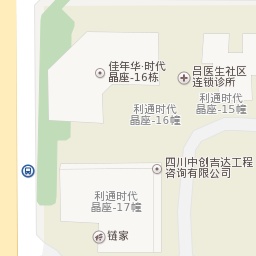 佳年华·时代
晶座-16栋
吕医生社区
连锁诊所
利通时代
晶座-15幢
利通时代
晶座-16幢
四川中创吉达工程
咨询有限公司
利通时代
晶座-17幢
链家